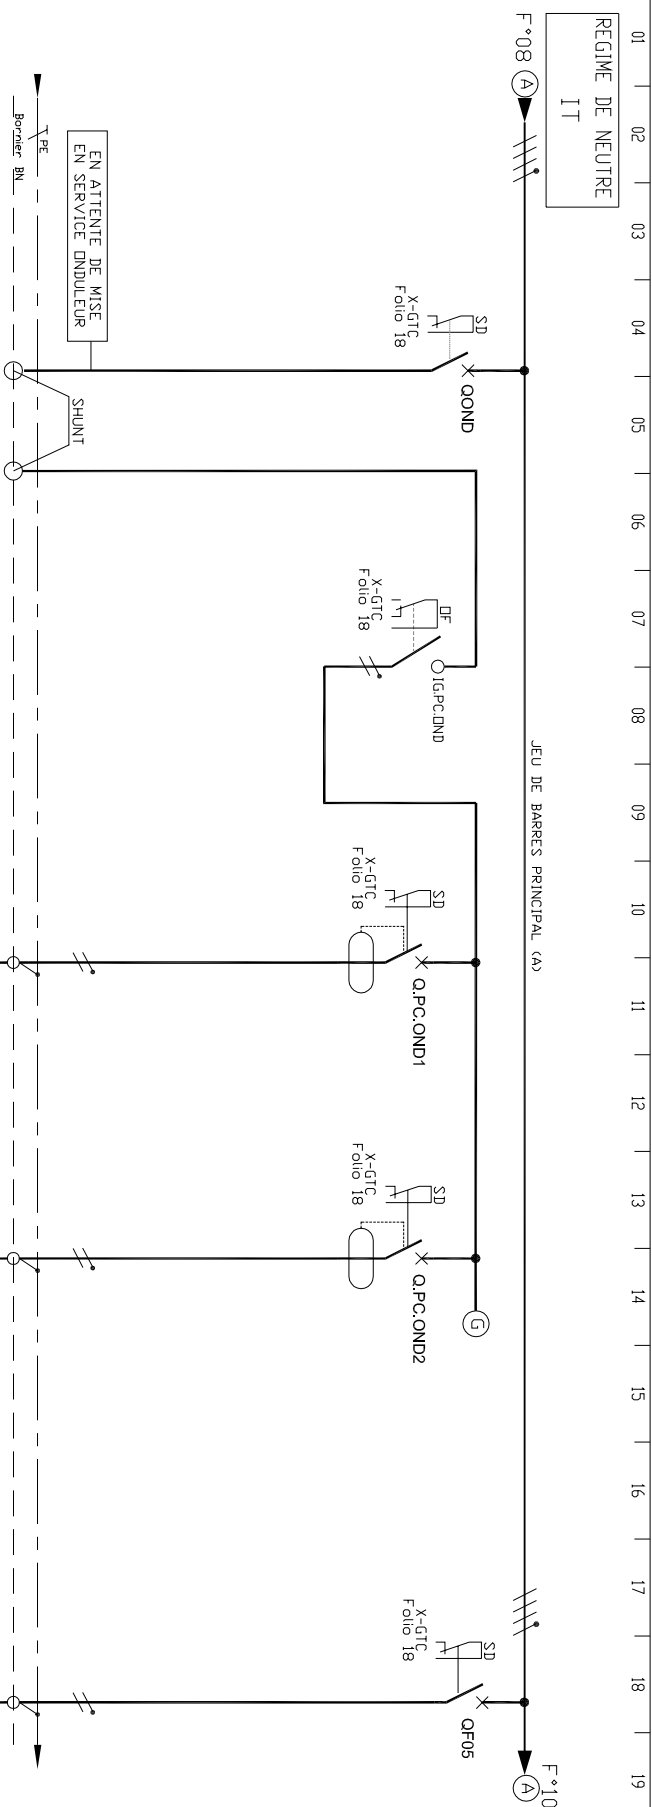 01 02 03 04 05 06 07 08 09 10 11 12 13 14 15 16 17 18 19
REGIME DE NEUTRE
IT
F°08
A
JEU DE BARRES PRINCIPAL (A)
F°10
A
QOND
SD
X-GTC
Folio 18
IG.PC.OND
OF
X-GTC
Folio 18
Q.PC.OND1
SD
X-GTC
Folio 18
Q.PC.OND2
SD
X-GTC
Folio 18
G
QF05
SD
X-GTC
Folio 18
EN ATTENTE DE MISE
EN SERVICE ONDULEUR
SHUNT
PE
Bornier BN